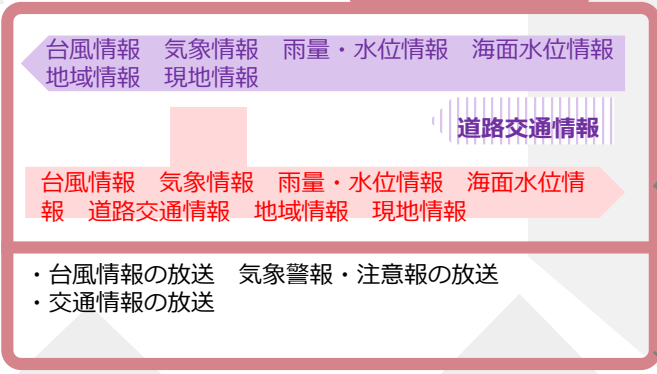 台風情報　気象情報　雨量・水位情報　海面水位情報
地域情報　現地情報
道路交通情報
台風情報　気象情報　雨量・水位情報　海面水位情
報　道路交通情報　地域情報　現地情報
・台風情報の放送　気象警報・注意報の放送
・交通情報の放送